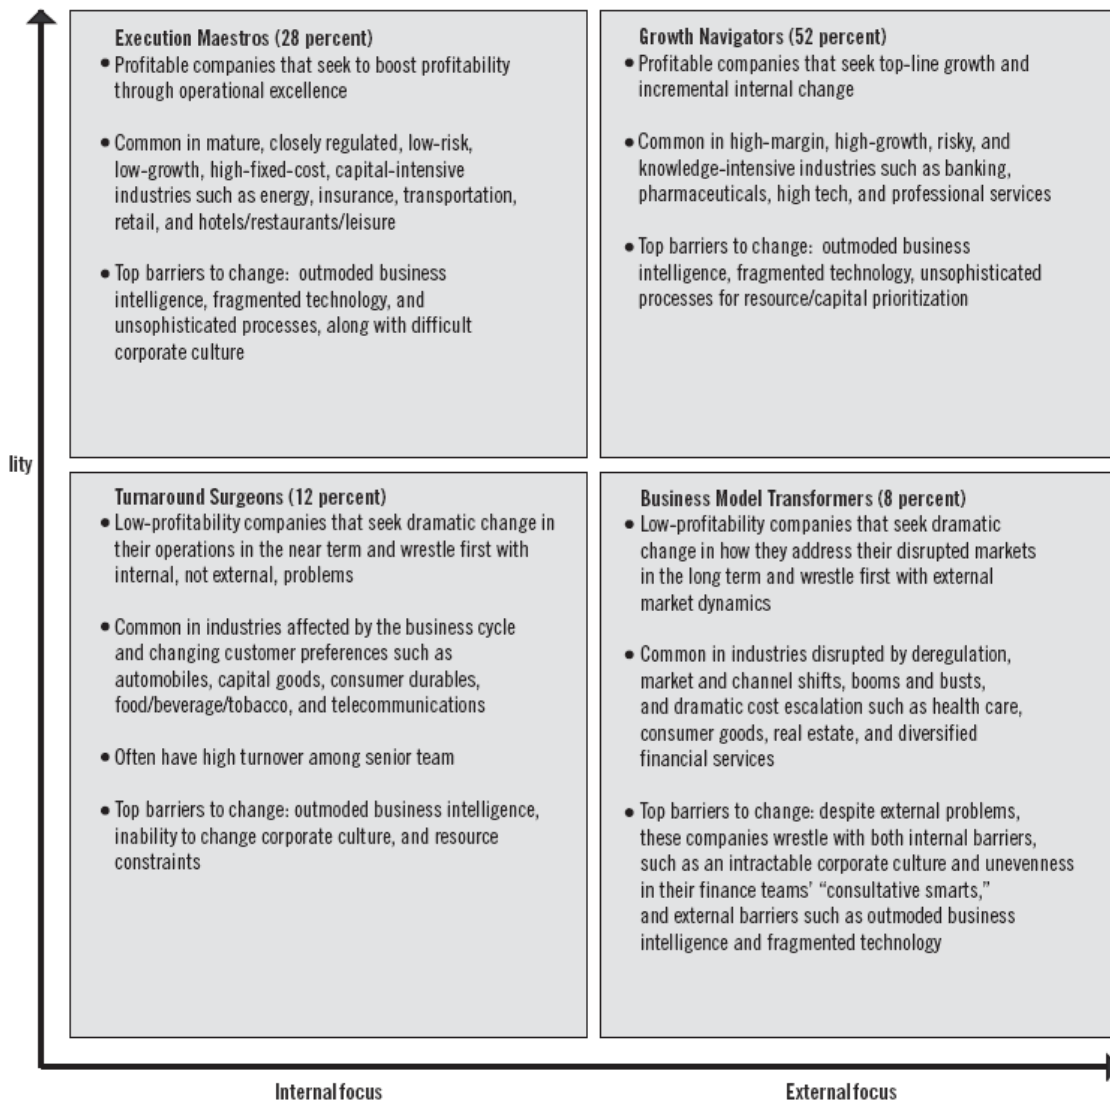 Execution Maestros (28 percent)
• Profitable companies that seek to boost profitability
through operational excellence
• Common in mature, closely regulated, low-risk,
low-growth, high-fixed-cost, capital-intensive
industries such as energy, insurance, transportation,
retail, and hotels/restaurants/leisure
• Top barriers to change: outmoded business
intelligence, fragmented technology, and
unsophisticated processes, along with difficult
corporate culture
Growth Navigators (52 percent)
• Profitable companies that seek top-line growth and
incremental internal change
• Common in high-margin, high-growth, risky, and
knowledge-intensive industries such as banking,
pharmaceuticals, high tech, and professional services
• Top barriers to change: outmoded business
intelligence, fragmented technology, unsophisticated
processes for resource/capital prioritization
lity
Turnaround Surgeons (12 percent)
• Low-profitability companies that seek dramatic change in
their operations in the near term and wrestle first with
internal, not external, problems
• Common in industries affected by the business cycle
and changing customer preferences such as
automobiles, capital goods, consumer durables,
food/beverage/tobacco, and telecommunications
• Often have high turnover among senior team
• Top barriers to change: outmoded business intelligence,
inability to change corporate culture, and resource
constraints
Business Model Transformers (8 percent)
• Low-profitability companies that seek dramatic
change in how they address their disrupted markets
in the long term and wrestle first with external
market dynamics
• Common in industries disrupted by deregulation,
market and channel shifts, booms and busts,
and dramatic cost escalation such as health care,
consumer goods, real estate, and diversified
financial services
• Top barriers to change: despite external problems,
these companies wrestle with both internal barriers,
such as an intractable corporate culture and unevenness
in their finance teams’ “consultative smarts,”
and external barriers such as outmoded business
intelligence and fragmented technology
Internal focus
External focus